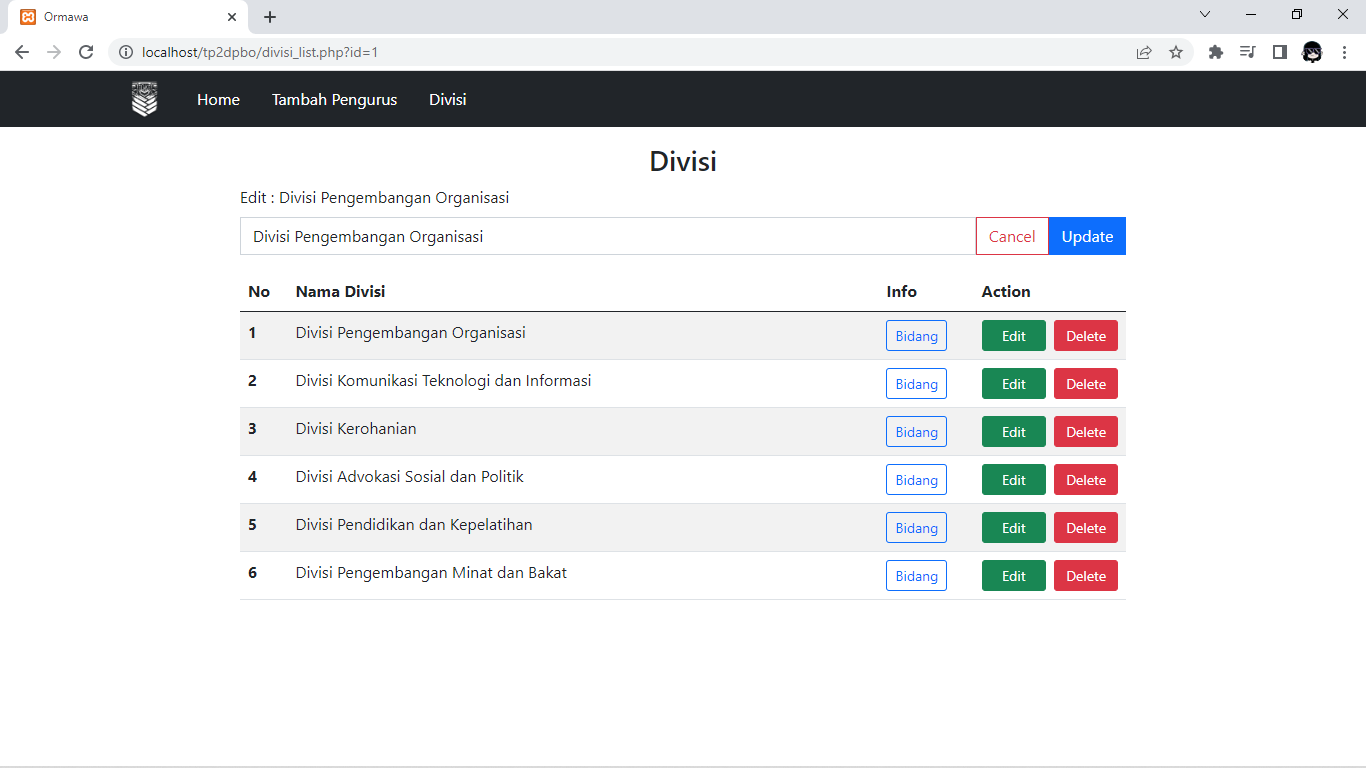 Ormawa
localhost/tp2dpbo/divisi_list.php?id=1
Home Tambah Pengurus Divisi
Divisi
Edit : Divisi Pengembangan Organisasi
Divisi Pengembangan Organisasi Cancel Update
No Nama Divisi Info Action
1 Divisi Pengembangan Organisasi Bidang Edit Delete
2 Divisi Komunikasi Teknologi dan Informasi Bidang Edit Delete
3 Divisi Kerohanian Bidang Edit Delete
4 Divisi Advokasi Sosial dan Politik Bidang Edit Delete
5 Divisi Pendidikan dan Kepelatihan Bidang Edit Delete
6 Divisi Pengembangan Minat dan Bakat Bidang Edit Delete